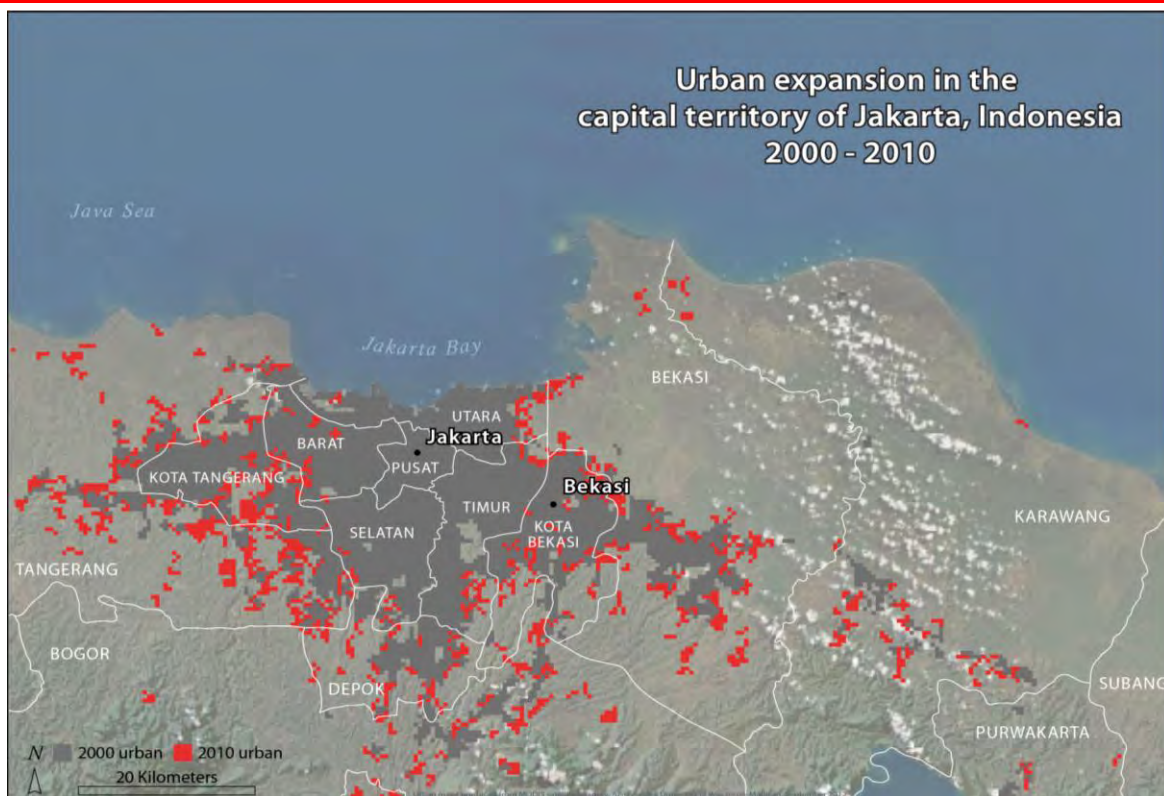 Urban expansion in the
capital territory of Jakarta, Indonesia
2000 - 2010
Java Sea
Jakarta Bay
BEKASI
UTARA
Jakarta
BARAT
PUSAT
KOTA TANGERANG
Bekasi
TIMUR
SELATAN
KOTA
BEKASI
KARAWANG
TANGERANG
BOGOR
DEPOK
SUBANG
PURWAKARTA
N
2000 urban
2010 urban
20 Kilometers